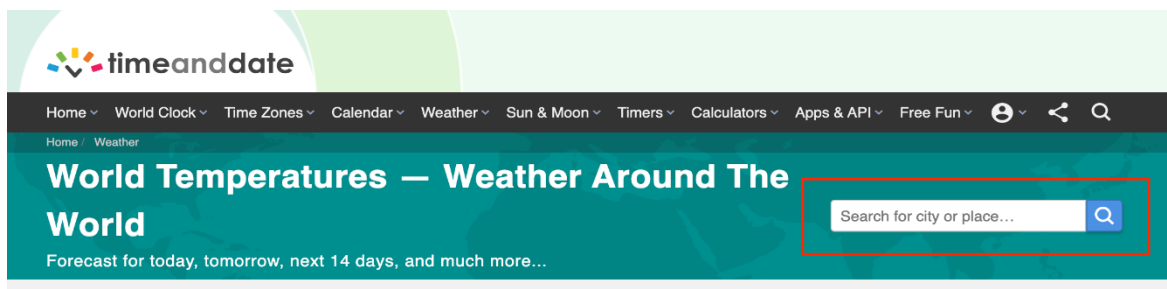 timeanddate
Home World Clock Time Zones Calendar Weather Sun & Moon Timers Calculators Apps & API Free Fun
Home / Weather
World Temperatures — Weather Around The
World
Search for city or place...
Forecast for today, tomorrow, next 14 days, and much more...